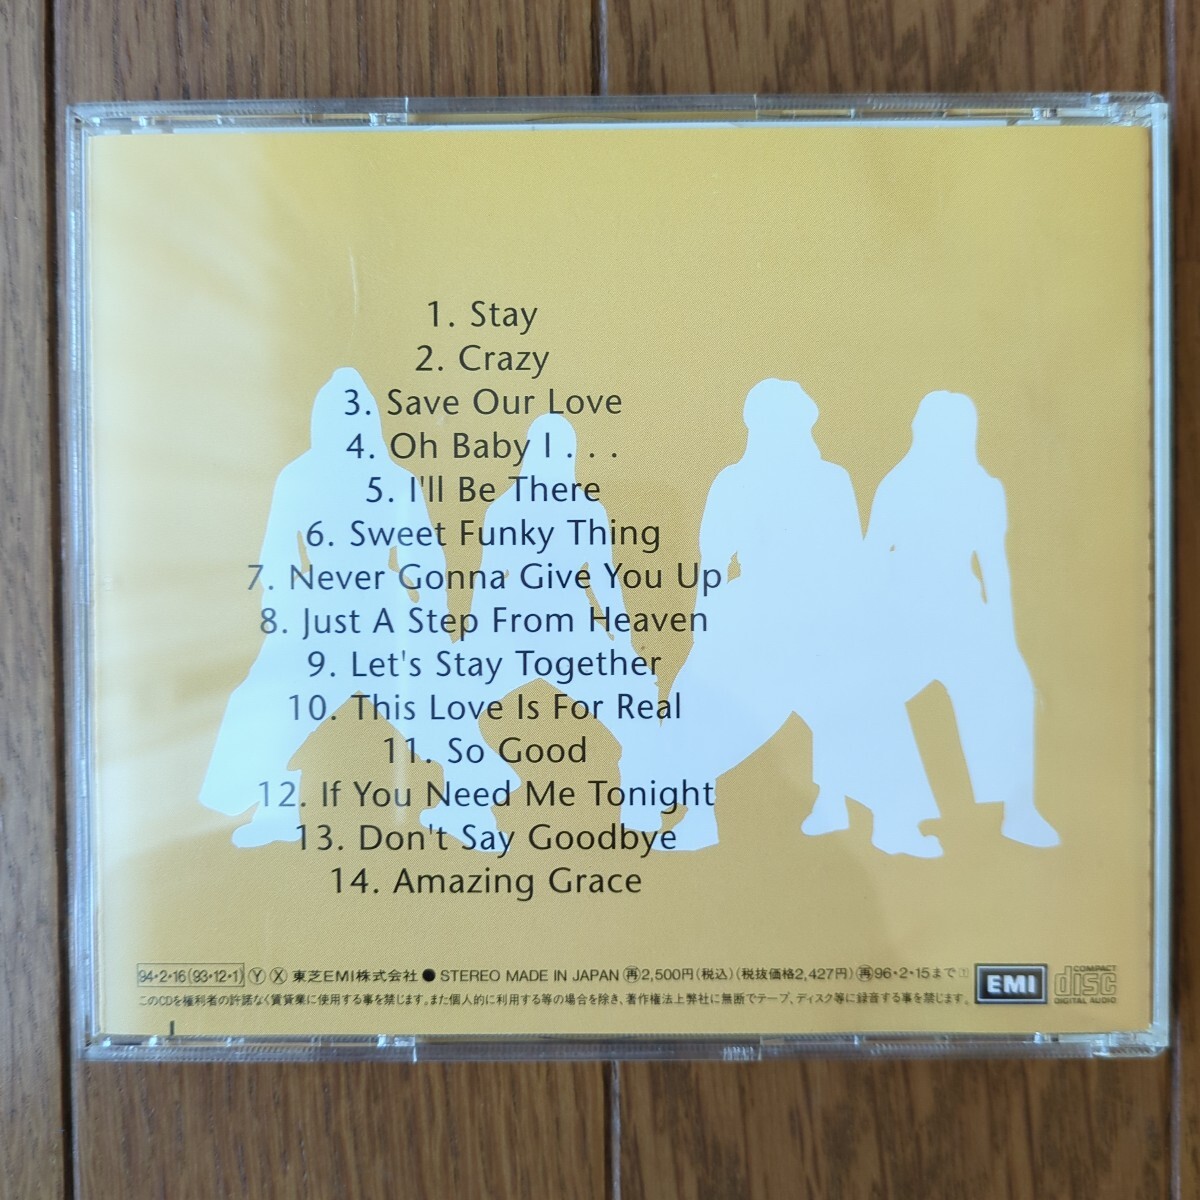 1. Stay
2. Crazy
3. Save Our Love
4. Oh Baby I . . .
5. I'll Be There
6. Sweet Funky Thing
7. Never Gonna Give You Up
8. Just A Step From Heaven
9. Let's Stay Together
10. This Love Is For Real
11. So Good
12. If You Need Me Tonight
13. Don't Say Goodbye
14. Amazing Grace
94・2・16(93・12・1) Ⓨ Ⓧ 東芝EMI株式会社 ● STEREO MADE IN JAPAN ㊢2,500円(税込)(税抜価格2,427円) 96・2・15まで ①
このCDを権利者の許諾なく賃貸業に使用する事を禁じます。また個人的に利用する等の場合を除き、著作権法上弊社に無断でテープ、ディスク等に録音する事を禁じます。
EMI
COMPACT
disc
DIGITAL AUDIO